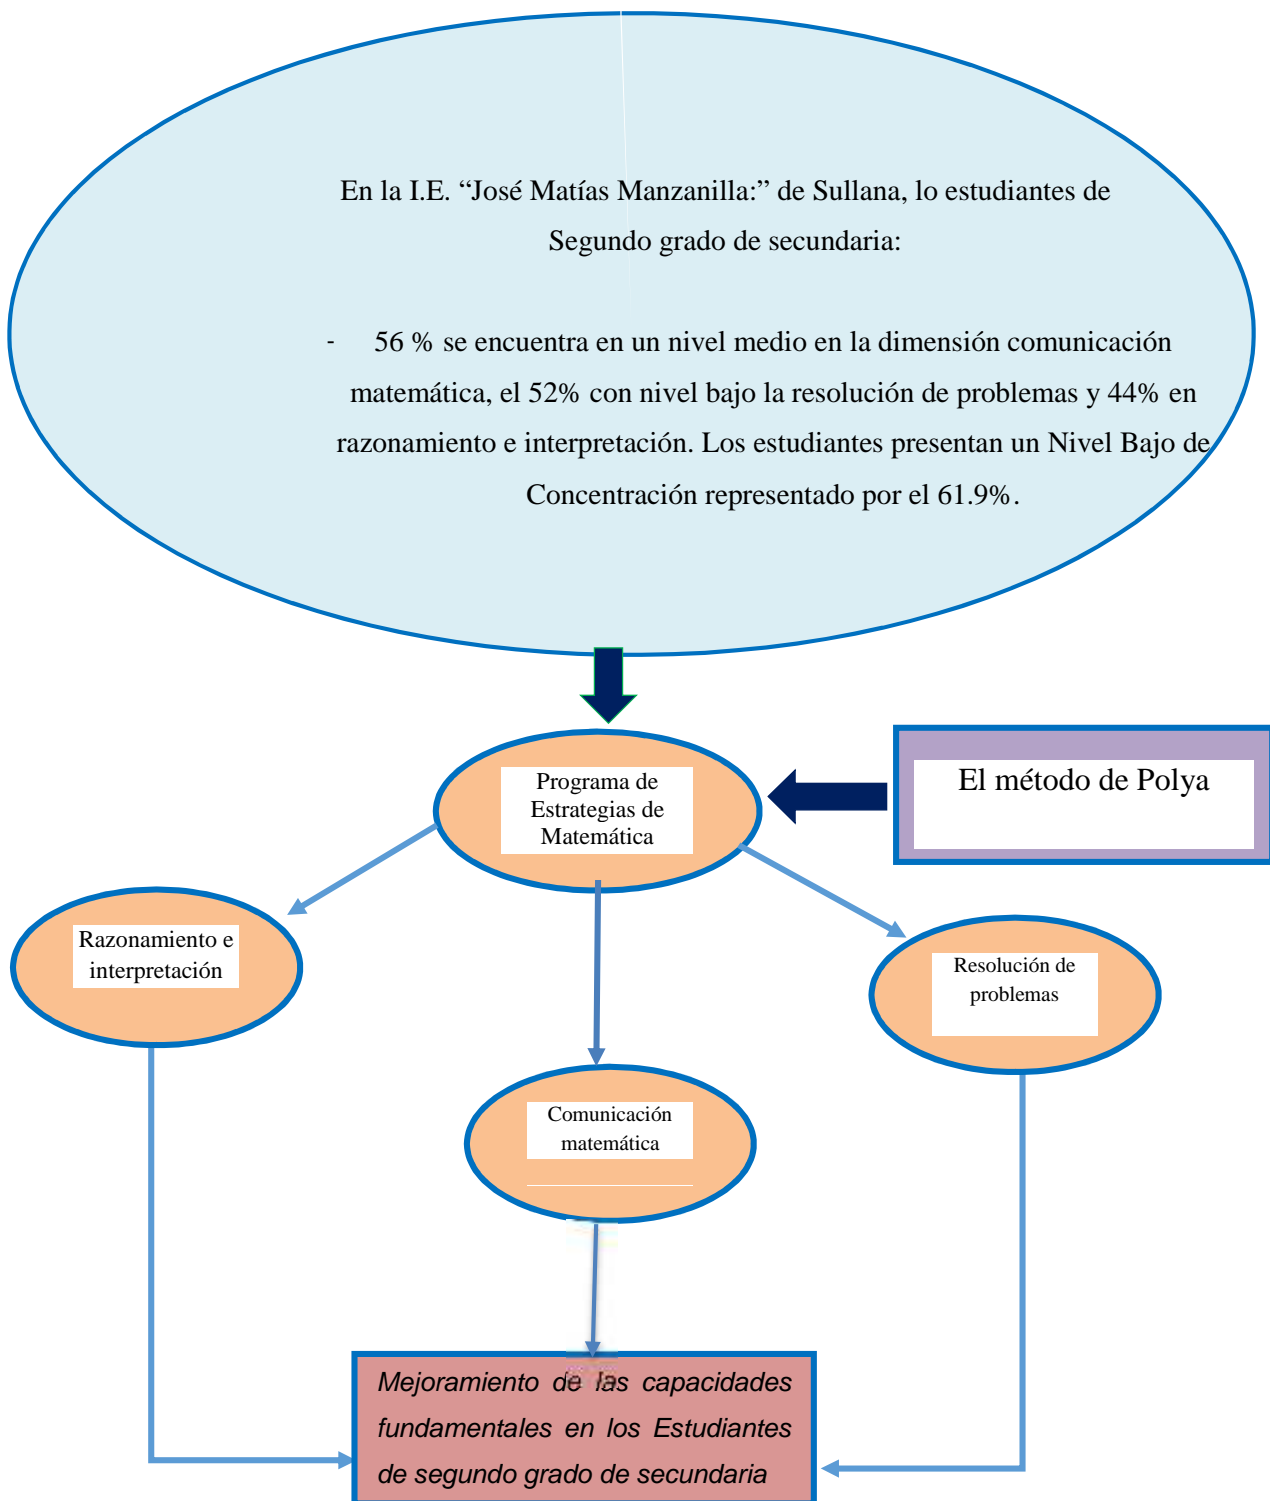 En la I.E. “José Matías Manzanilla:” de Sullana, lo estudiantes de
Segundo grado de secundaria:
- 56 % se encuentra en un nivel medio en la dimensión comunicación
matemática, el 52% con nivel bajo la resolución de problemas y 44% en
razonamiento e interpretación. Los estudiantes presentan un Nivel Bajo de
Concentración representado por el 61.9%.
Programa de
Estrategias de
Matemática
El método de Polya
Razonamiento e
interpretación
Resolución de
problemas
Comunicación
matemática
Mejoramiento de las capacidades
fundamentales en los Estudiantes
de segundo grado de secundaria